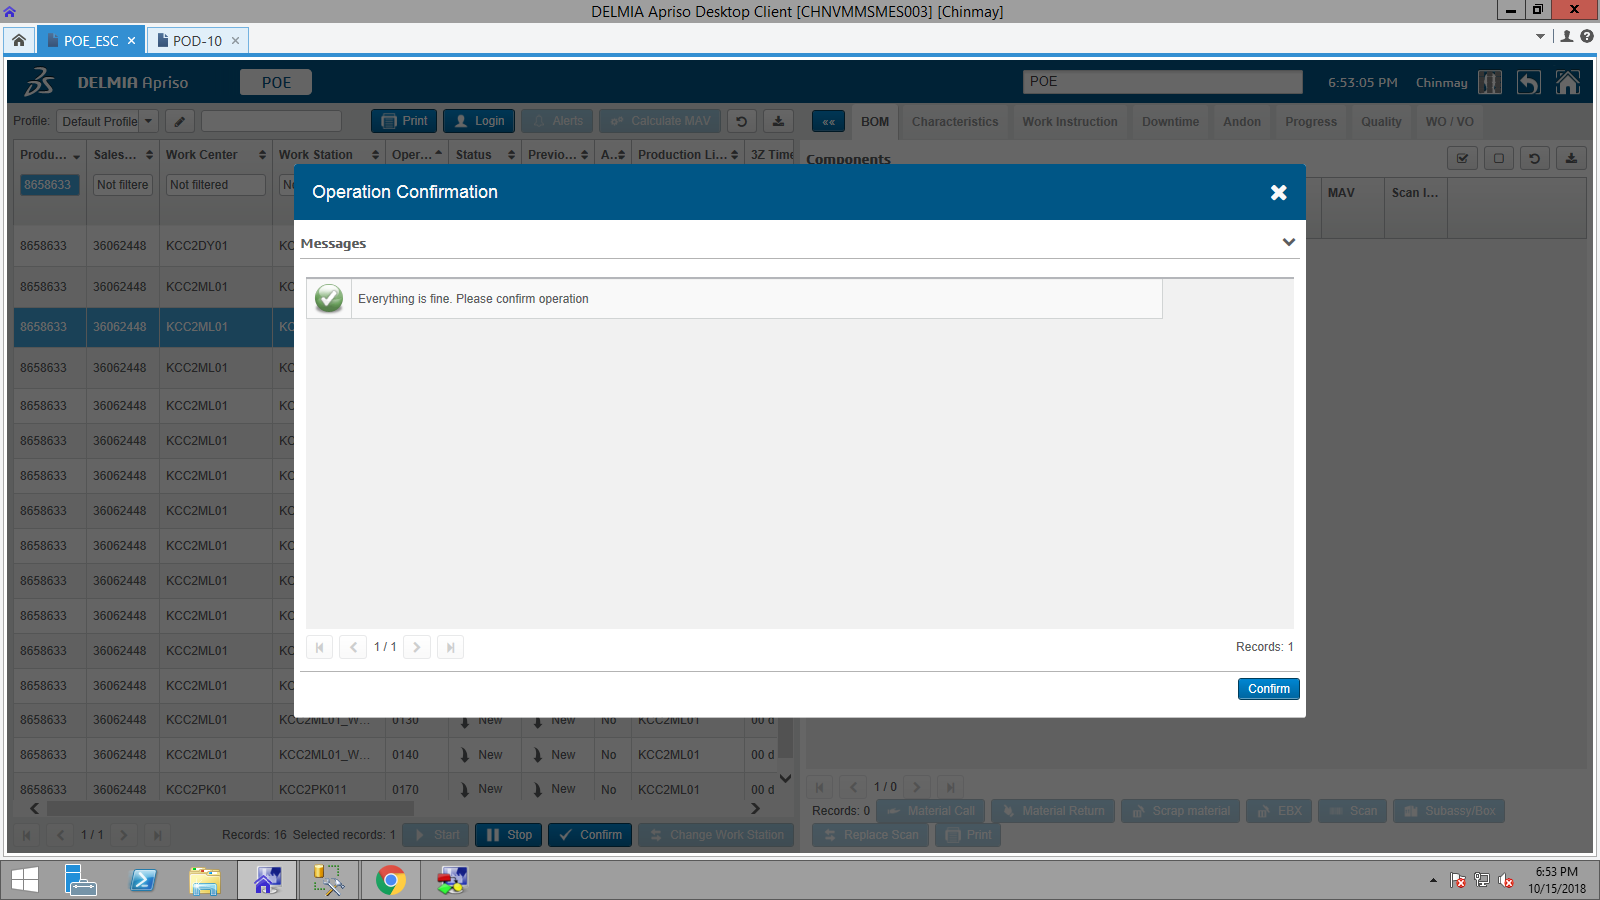 DELMIA Apriso Desktop Client [CHNVMMSMES003] [Chinmay]
POE_ESC
POD-10
DELMIA Apriso
POE
POE
6:53:05 PM
Chinmay
Profile:
Default Profile
Print
Login
Alerts
Calculate MAV
««
BOM
Characteristics
Work Instruction
Downtime
Andon
Progress
Quality
WO / VO
Produ...
Sales...
Work Center
Work Station
Oper...
Status
Previo...
A...
Production Li...
3Z Time
Components
8658633
Not filtere
Not filtered
MAV
Scan I...
Operation Confirmation
Messages
Everything is fine. Please confirm operation
1 / 1
Records: 1
Confirm
8658633 36062448 KCC2DY01 KC
8658633 36062448 KCC2ML01 KC
8658633 36062448 KCC2ML01 KC
8658633 36062448 KCC2ML01 KC
8658633 36062448 KCC2ML01 KC
8658633 36062448 KCC2ML01 KC
8658633 36062448 KCC2ML01 KC
8658633 36062448 KCC2ML01 KC
8658633 36062448 KCC2ML01 KC
8658633 36062448 KCC2ML01 KC
8658633 36062448 KCC2ML01 KC
8658633 36062448 KCC2ML01 KC
8658633 36062448 KCC2ML01 KC
8658633 36062448 KCC2ML01 KCC2ML01_W... 0130 New New No KCC2ML01 00 d
8658633 36062448 KCC2ML01 KCC2ML01_W... 0140 New New No KCC2ML01 00 d
8658633 36062448 KCC2PK01 KCC2PK011 0170 New New No KCC2ML01 00 d
1 / 1
Records: 16 Selected records: 1
Start
Stop
Confirm
Change Work Station
1 / 0
Records: 0
Material Call
Material Return
Scrap material
EBX
Scan
Subassy/Box
Replace Scan
Print
6:53 PM
10/15/2018